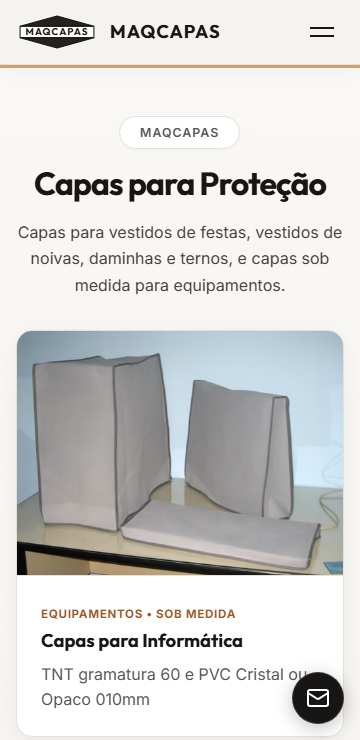 MAQCAPAS MAQCAPAS
MAQCAPAS
Capas para Proteção
Capas para vestidos de festas, vestidos de
noivas, daminhas e ternos, e capas sob
medida para equipamentos.
EQUIPAMENTOS • SOB MEDIDA
Capas para Informática
TNT gramatura 60 e PVC Cristal ou
Opaco 010mm